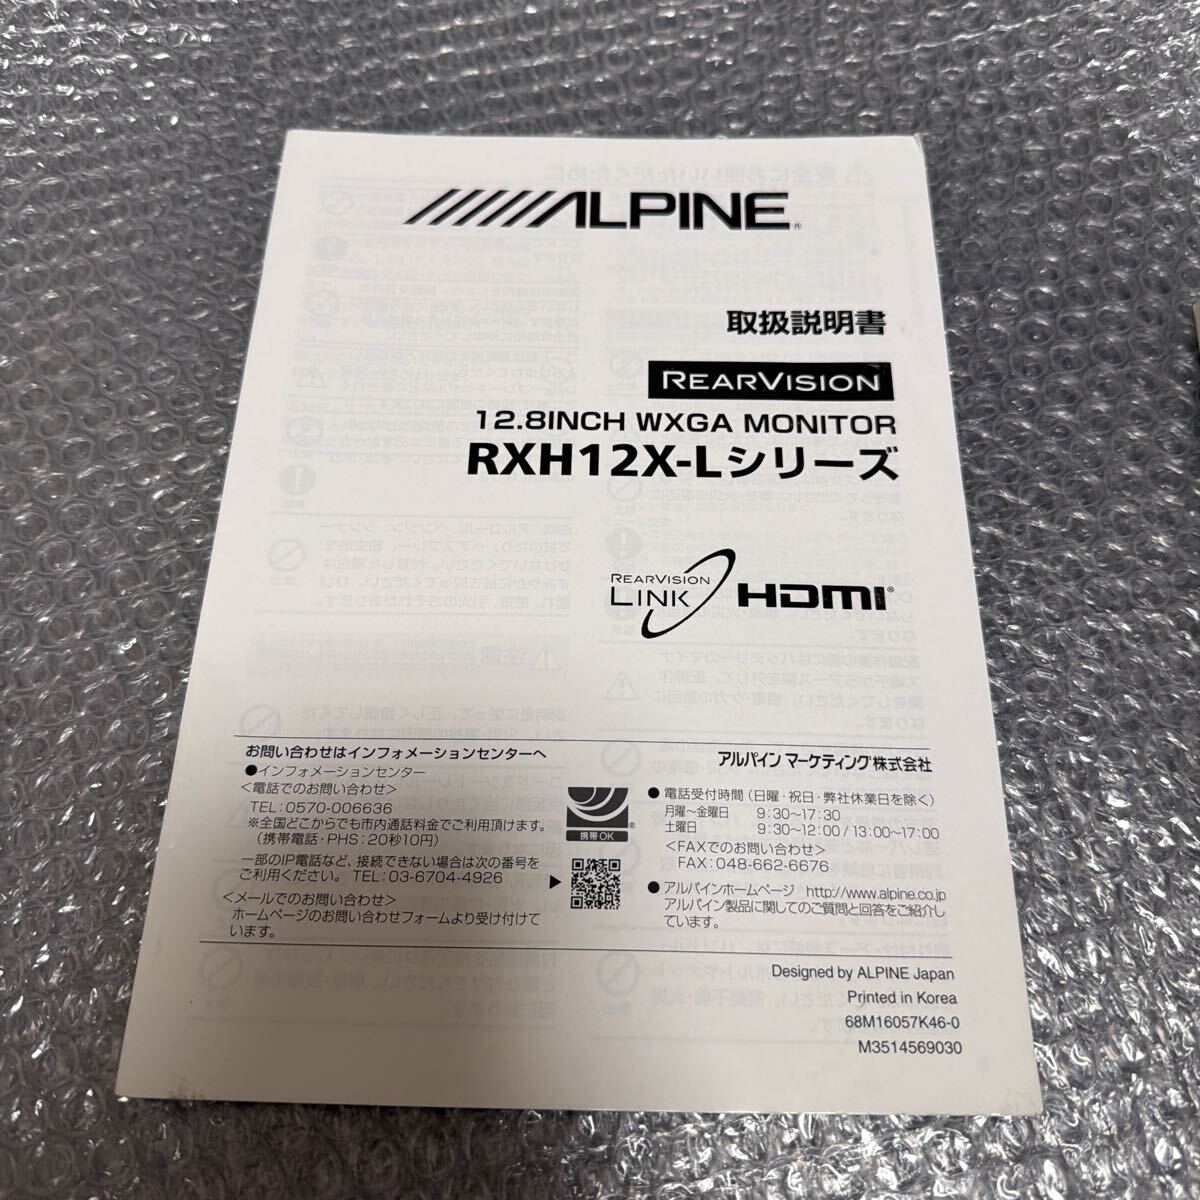 ALPINE®
取扱説明書
REARVISION
12.8INCH WXGA MONITOR
RXH12X-Lシリーズ
REARVISION
LINK
HDMI®
お問い合わせはインフォメーションセンターへ
●インフォメーションセンター
<電話でのお問い合わせ>
TEL:0570-006636
※全国どこからでも市内通話料金でご利用頂けます。
(携帯電話・PHS:20秒10円)
一部のIP電話など、接続できない場合は次の番号を
ご利用ください。 TEL:03-6704-4926
<メールでのお問い合わせ>
ホームページのお問い合わせフォームより受け付けて
います。
携帯OK
®
アルパイン マーケティング株式会社
●電話受付時間(日曜・祝日・弊社休業日を除く)
月曜～金曜日 9:30~17:30
土曜日 9:30~12:00/13:00~17:00
<FAXでのお問い合わせ>
FAX:048-662-6676
●アルパインホームページ http://www.alpine.co.jp
アルパイン製品に関してのご質問と回答をご紹介し
ています。
Designed by ALPINE Japan
Printed in Korea
68M16057K46-0
M3514569030